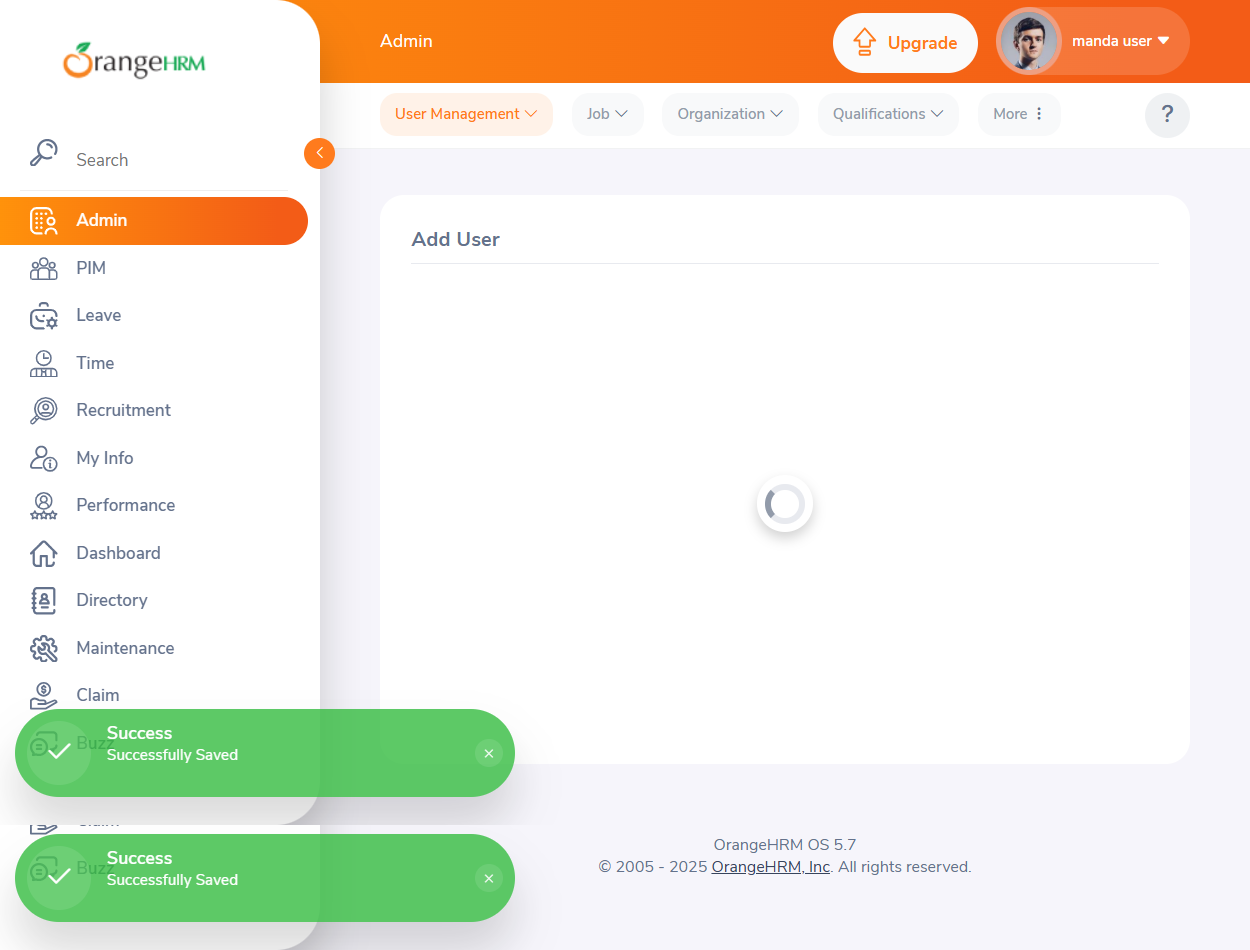 OrangeHRM
Admin
Upgrade
manda user
User Management
Job
Organization
Qualifications
More
?
Search
Admin
PIM
Leave
Time
Recruitment
My Info
Performance
Dashboard
Directory
Maintenance
Claim
Buzz
Add User
Success
Successfully Saved
Claim
Buzz
Success
Successfully Saved
OrangeHRM OS 5.7
© 2005 - 2025 OrangeHRM, Inc. All rights reserved.